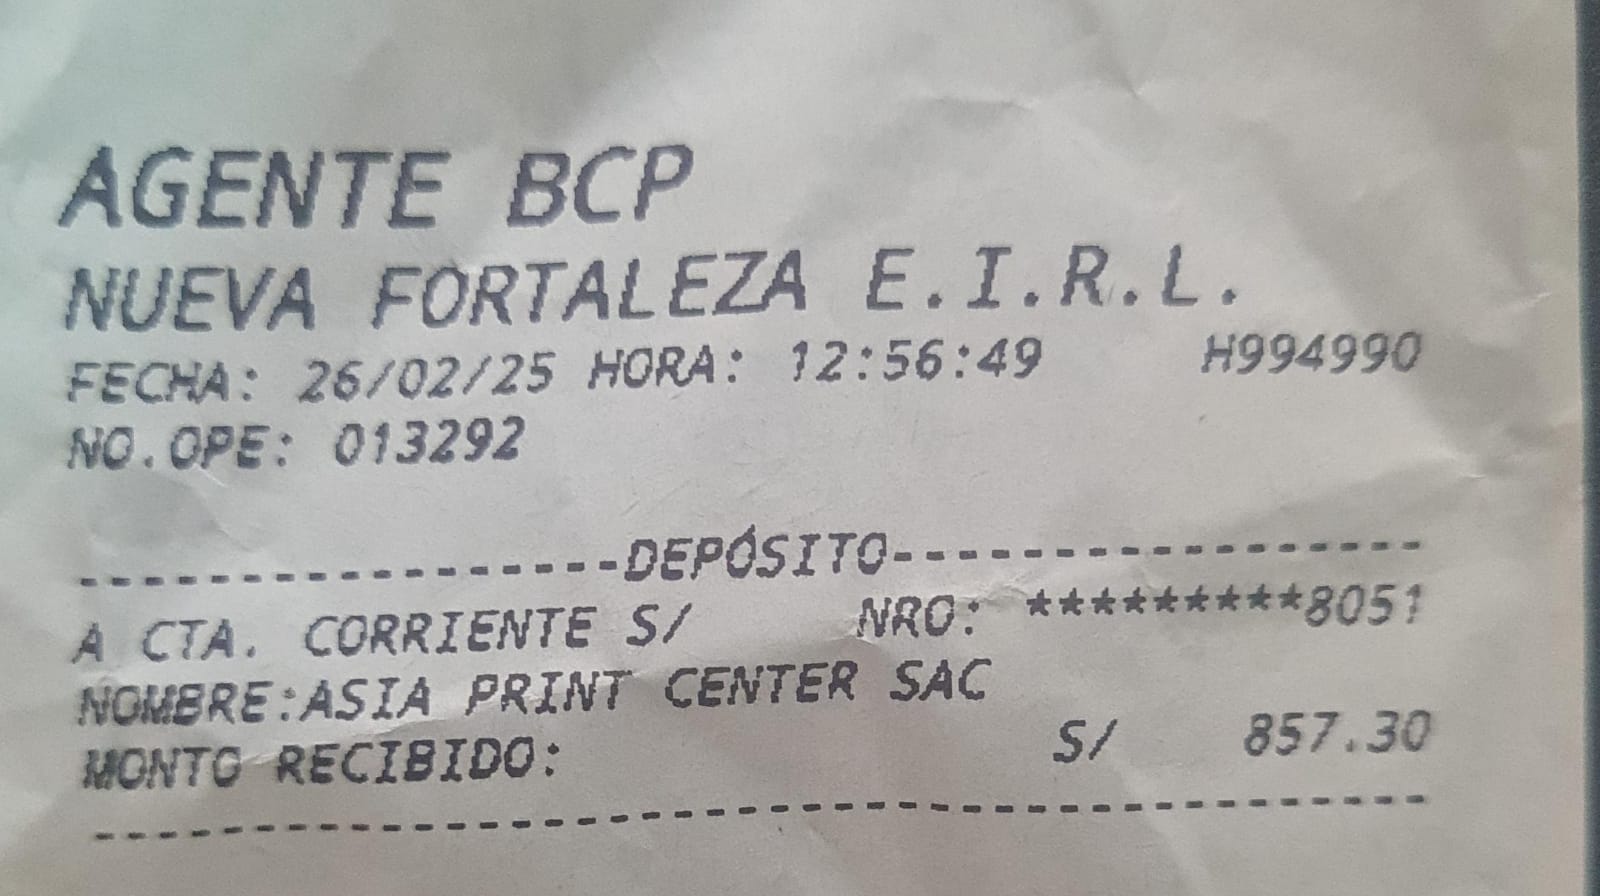 AGENTE BCP
NUEVA FORTALEZA E.I.R.L.
FECHA: 26/02/25 HORA: 12:56:49 H994990
NO.OPE: 013292
------------------DEPÓSITO------------------
A CTA. CORRIENTE S/ NRO: *********8051
NOMBRE:ASIA PRINT CENTER SAC
MONTO RECIBIDO: S/ 857.30
--------------------------------------------